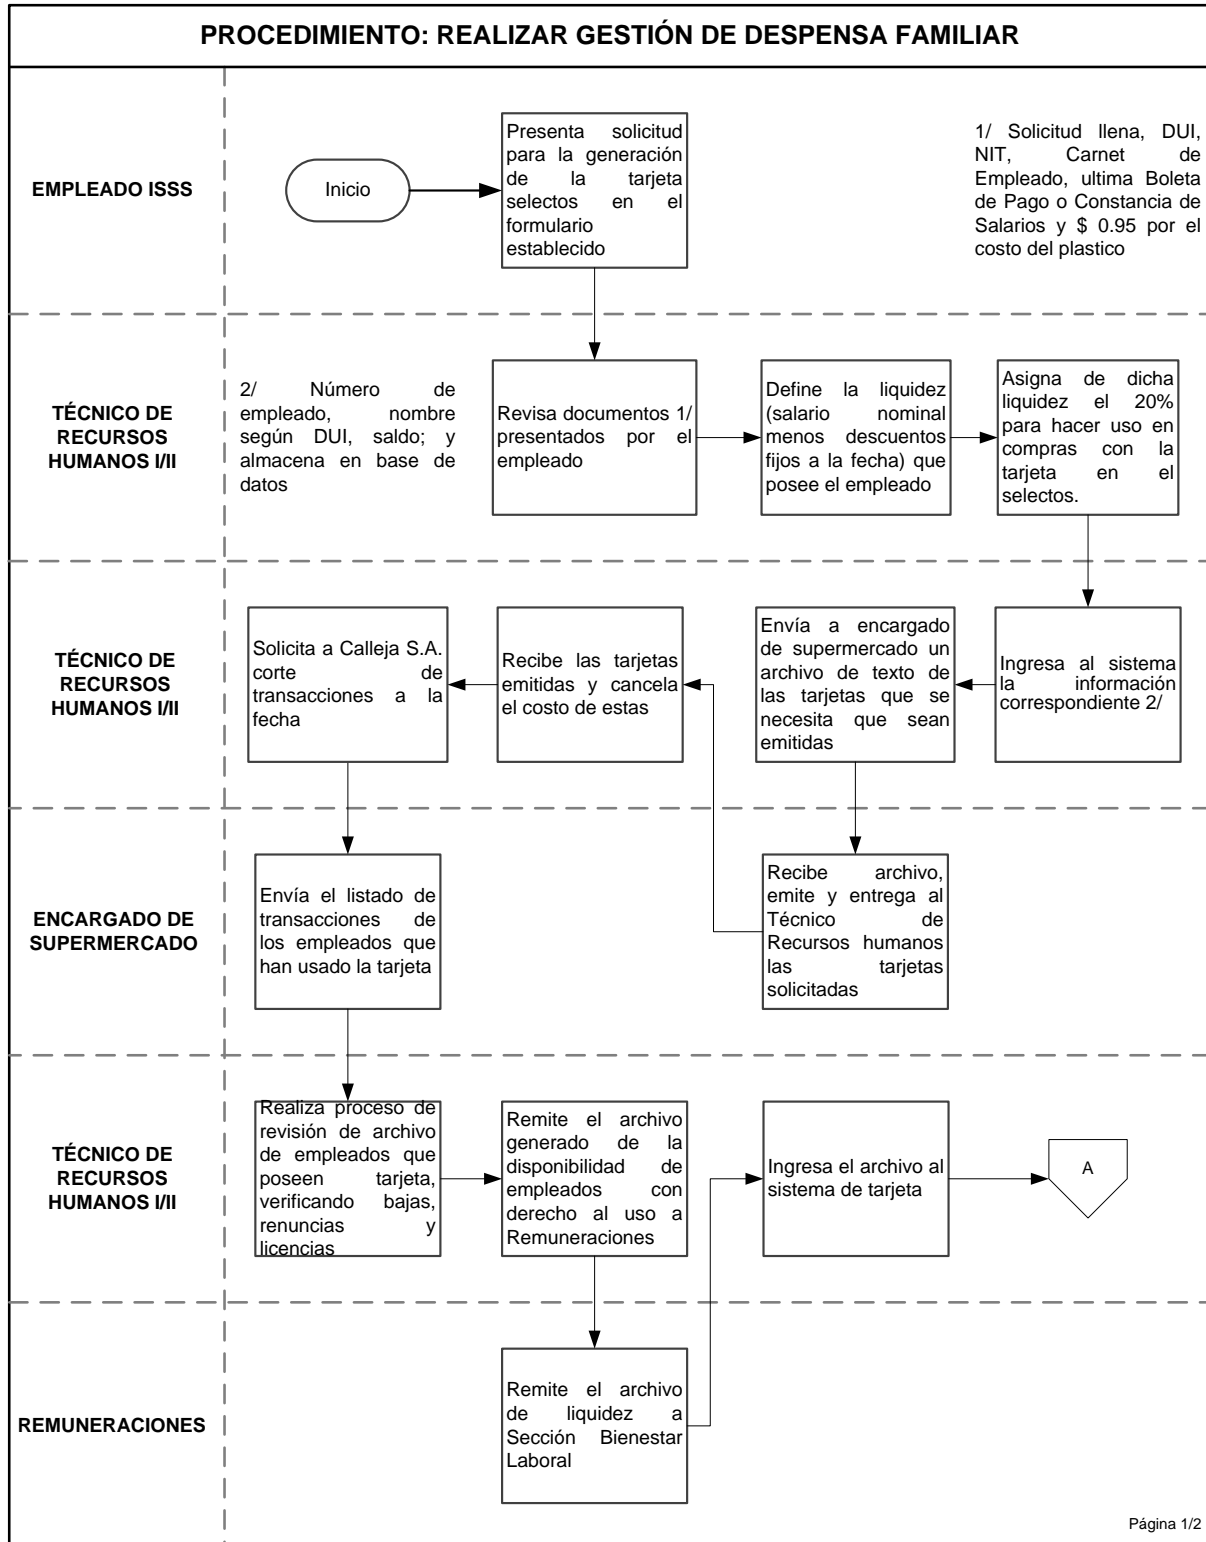 PROCEDIMIENTO: REALIZAR GESTIÓN DE DESPENSA FAMILIAR
EMPLEADO ISSS
Inicio
Presenta solicitud
para la generación
de la tarjeta
selectos en el
formulario
establecido
1/ Solicitud llena, DUI,
NIT, Carnet de
Empleado, ultima Boleta
de Pago o Constancia de
Salarios y $ 0.95 por el
costo del plastico
TÉCNICO DE
RECURSOS
HUMANOS I/II
2/ Número de
empleado, nombre
según DUI, saldo; y
almacena en base de
datos
Revisa documentos 1/
presentados por el
empleado
Define la liquidez
(salario nominal
menos descuentos
fijos a la fecha) que
posee el empleado
Asigna de dicha
liquidez el 20%
para hacer uso en
compras con la
tarjeta en el
selectos.
TÉCNICO DE
RECURSOS
HUMANOS I/II
Solicita a Calleja S.A.
corte de
transacciones a la
fecha
Recibe las tarjetas
emitidas y cancela
el costo de estas
Envía a encargado
de supermercado un
archivo de texto de
las tarjetas que se
necesita que sean
emitidas
Ingresa al sistema
la información
correspondiente 2/
ENCARGADO DE
SUPERMERCADO
Envía el listado de
transacciones de
los empleados que
han usado la tarjeta
Recibe archivo,
emite y entrega al
Técnico de
Recursos humanos
las tarjetas
solicitadas
TÉCNICO DE
RECURSOS
HUMANOS I/II
Realiza proceso de
revisión de archivo
de empleados que
poseen tarjeta,
verificando bajas,
renuncias y
licencias
Remite el archivo
generado de la
disponibilidad de
empleados con
derecho al uso a
Remuneraciones
Ingresa el archivo al
sistema de tarjeta
A
REMUNERACIONES
Remite el archivo
de liquidez a
Sección Bienestar
Laboral
Página 1/2